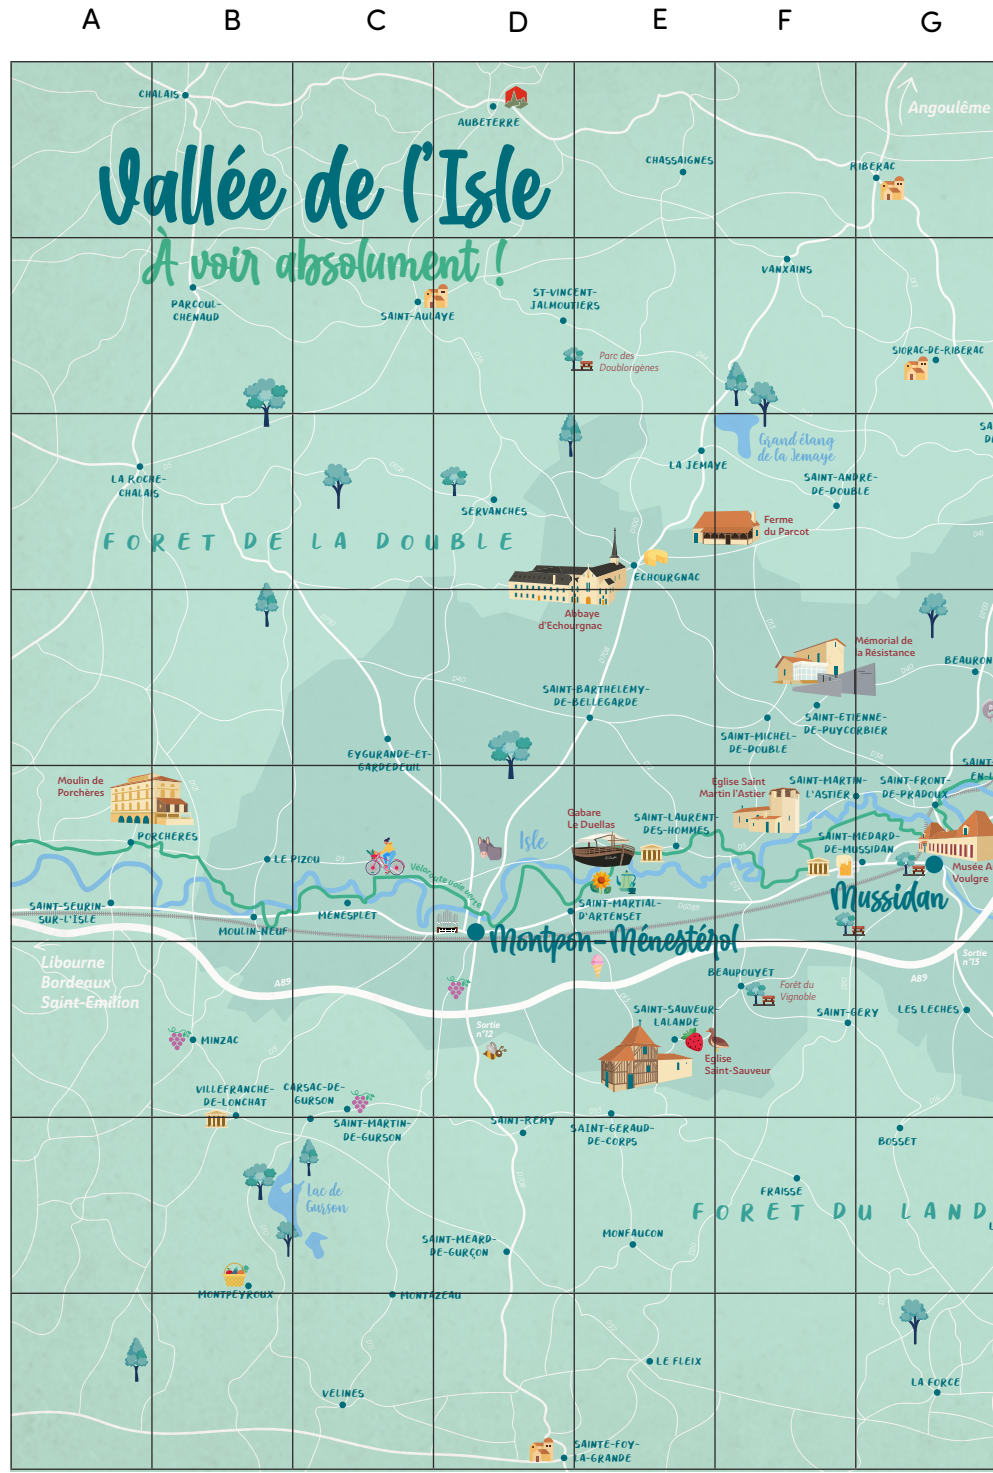 A B C D E F G
CHALAIS
AUBETERRE
Angoulême
CHASSAIGNES
RIBERAC
Vallée de l'Isle
À voir absolument !
VANXAINS
PARCOUL-
CHENAUD
SAINT-AULAYE
ST-VINCENT-
JALMOUTIERS
Parc des
Doublorigènes
SIORAC-DE-RIBERAC
Grand étang
de la Jemaye
LA JEMAYE
LA ROCHE-
CHALAIS
SERVANCHES
SAINT-ANDRE-
DE-DOUBLE
Ferme
du Parcot
FORET DE LA DOUBLE
ECHOURGNAC
Abbaye
d'Echourgnac
Mémorial de
la Résistance
BEAURON
SAINT-BARTHELEMY-
DE-BELLEGARDE
SAINT-ETIENNE-
DE-PUYCORBIER
SAINT-MICHEL-
DE-DOUBLE
EYGURANDE-ET-
GARDEDEUIL
SAINT-
EN-L
Moulin de
Porchères
Eglise Saint
Martin l'Astier
SAINT-MARTIN-
L'ASTIER
SAINT-FRONT-
DE-PRADOUX
Gabare
Le Duellas
SAINT-LAURENT-
DES-HOMMES
PORCHERES
Isle
SAINT-MEDARD-
DE-MUSSIDAN
LE PIZOU
Véloroute voie verte
Musée A
Voulgre
Mussidan
SAINT-SEURIN-
SUR-L'ISLE
MENESPLET
SAINT-MARTIAL-
D'ARTENSET
MOULIN-NEUF
Montpon-Ménestérol
Libourne
Bordeaux
Saint-Emilion
Sortie
n°13
A89
A89
BEAUPOUYET
Forêt du
Vignoble
SAINT-GERY
LES LECHES
SAINT-SAUVEUR-
LALANDE
Sortie
n°12
MINZAC
Eglise
Saint-Sauveur
VILLEFRANCHE-
DE-LONCHAT
CARSAC-DE-
GURSON
SAINT-MARTIN-
DE-GURSON
SAINT-REMY
SAINT-GERAUD-
DE-CORPS
BOSSET
Lac de
Gurson
FRAISSE
FORET DU LAND
SAINT-MEARD-
DE-GURÇON
MONFAUCON
MONTPEYROUX
MONTAZEAU
LE FLEIX
VELINES
LA FORCE
SAINTE-FOY-
LA-GRANDE